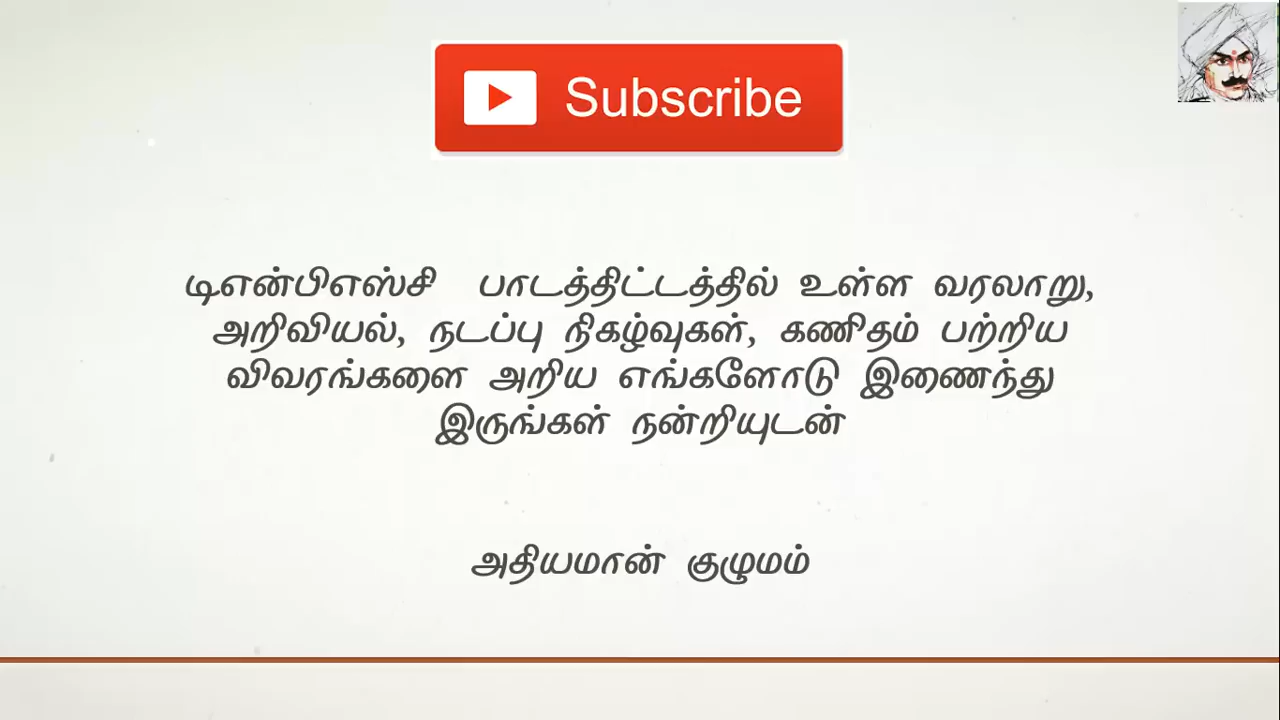 Subscribe
டிஎன்பிஎஸ்சி பாடத்திட்டத்தில் உள்ள வரலாறு,
அறிவியல், நடப்பு நிகழ்வுகள், கணிதம் பற்றிய
விவரங்களை அறிய எங்களோடு இணைந்து
இருங்கள் நன்றியுடன்
அதியமான் குழுமம்